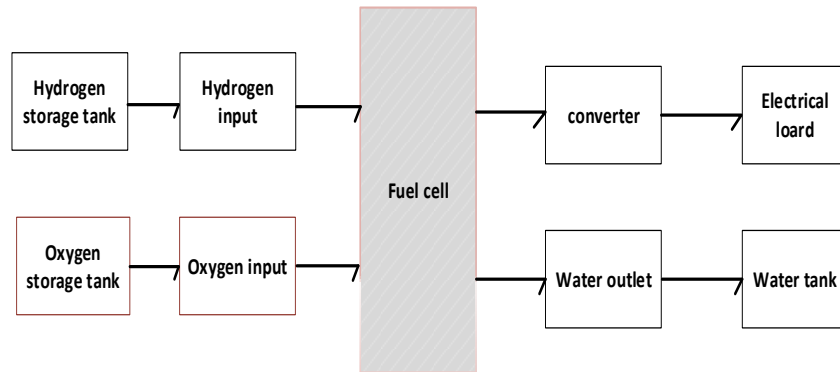 Hydrogen
storage tank
Hydrogen
input
converter
Electrical
loard
Fuel cell
Oxygen
storage tank
Oxygen input
Water outlet
Water tank